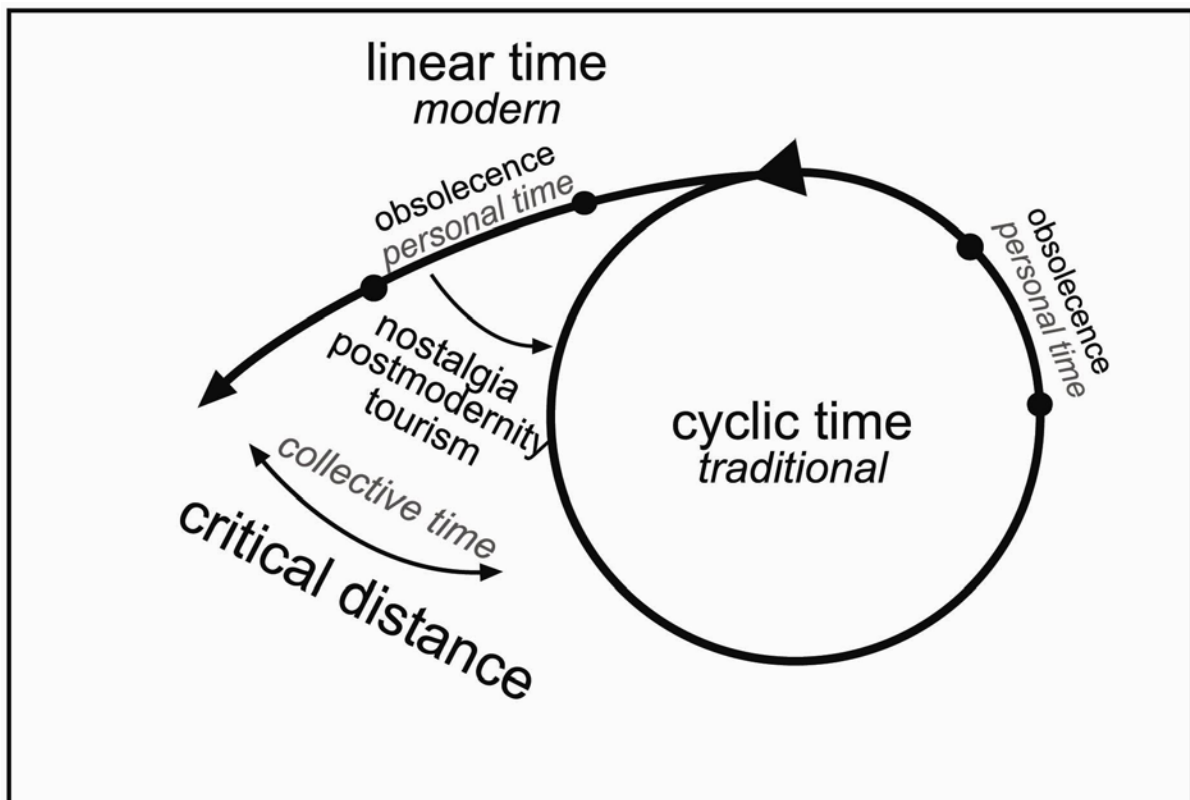 linear time
modern
obsolecence
personal time
obsolecence
personal time
nostalgia
postmodernity
tourism
cyclic time
traditional
collective time
critical distance